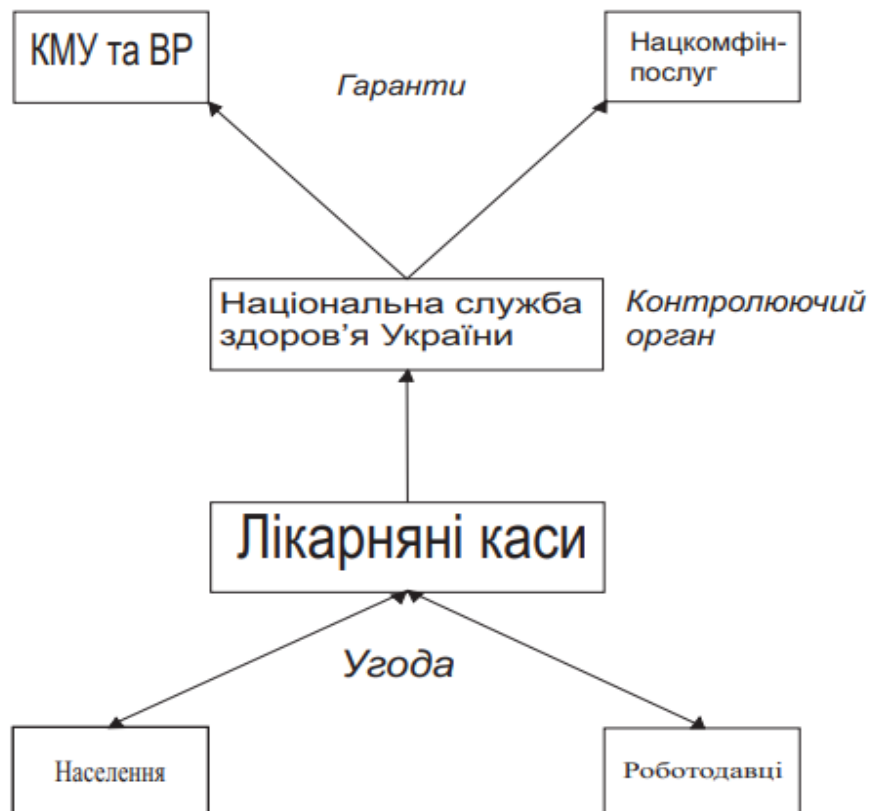 КМУ та ВР
Нацкомфін-
послуг
Гаранти
Національна служба
здоров’я України
Контролюючий
орган
Лікарняні каси
Угода
Населення
Роботодавці